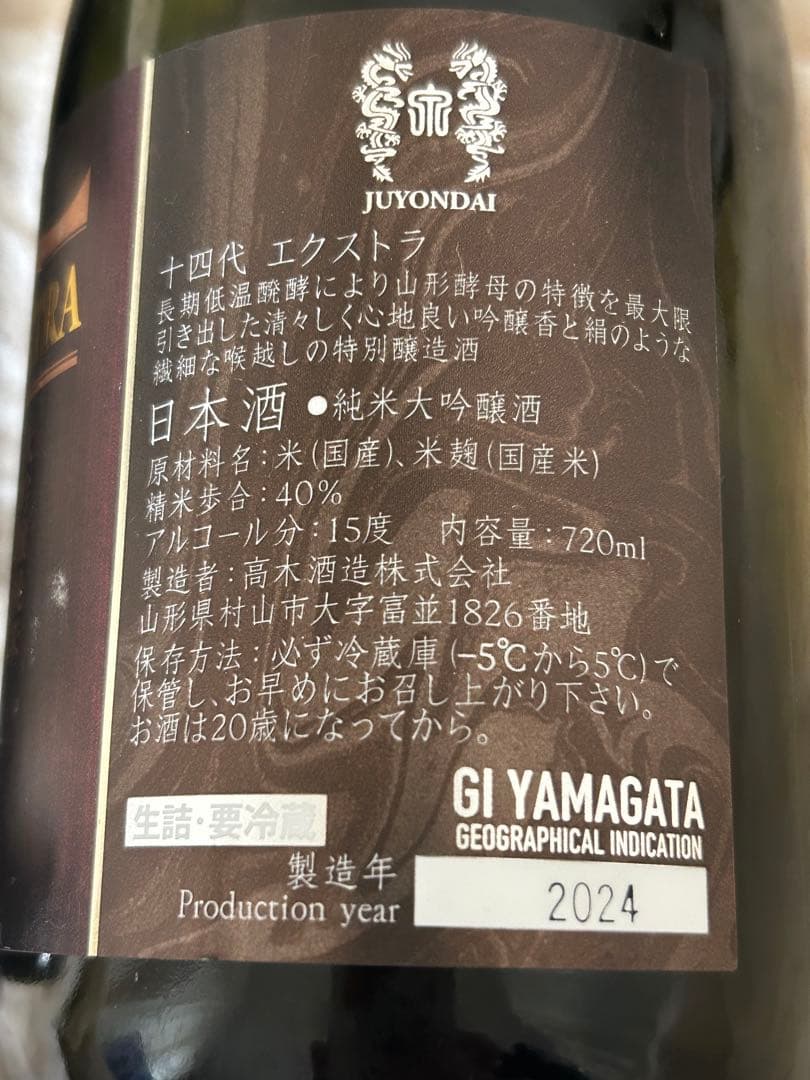 JUYONDAI
十四代 エクストラ
長期低温醗酵により山形酵母の特徴を最大限
引き出した清々しく心地良い吟醸香と絹のような
繊細な喉越しの特別醸造酒
日本酒 ●純米大吟醸酒
原材料名:米(国産)、米麹(国産米)
精米歩合:40%
アルコール分:15度 内容量:720ml
製造者:高木酒造株式会社
山形県村山市大字富並1826番地
保存方法:必ず冷蔵庫(−5℃から5℃)で
保管し、お早めにお召し上がり下さい。
お酒は20歳になってから。
GI YAMAGATA
GEOGRAPHICAL INDICATION
生詰・要冷蔵
製造年
Production year
2024
RA